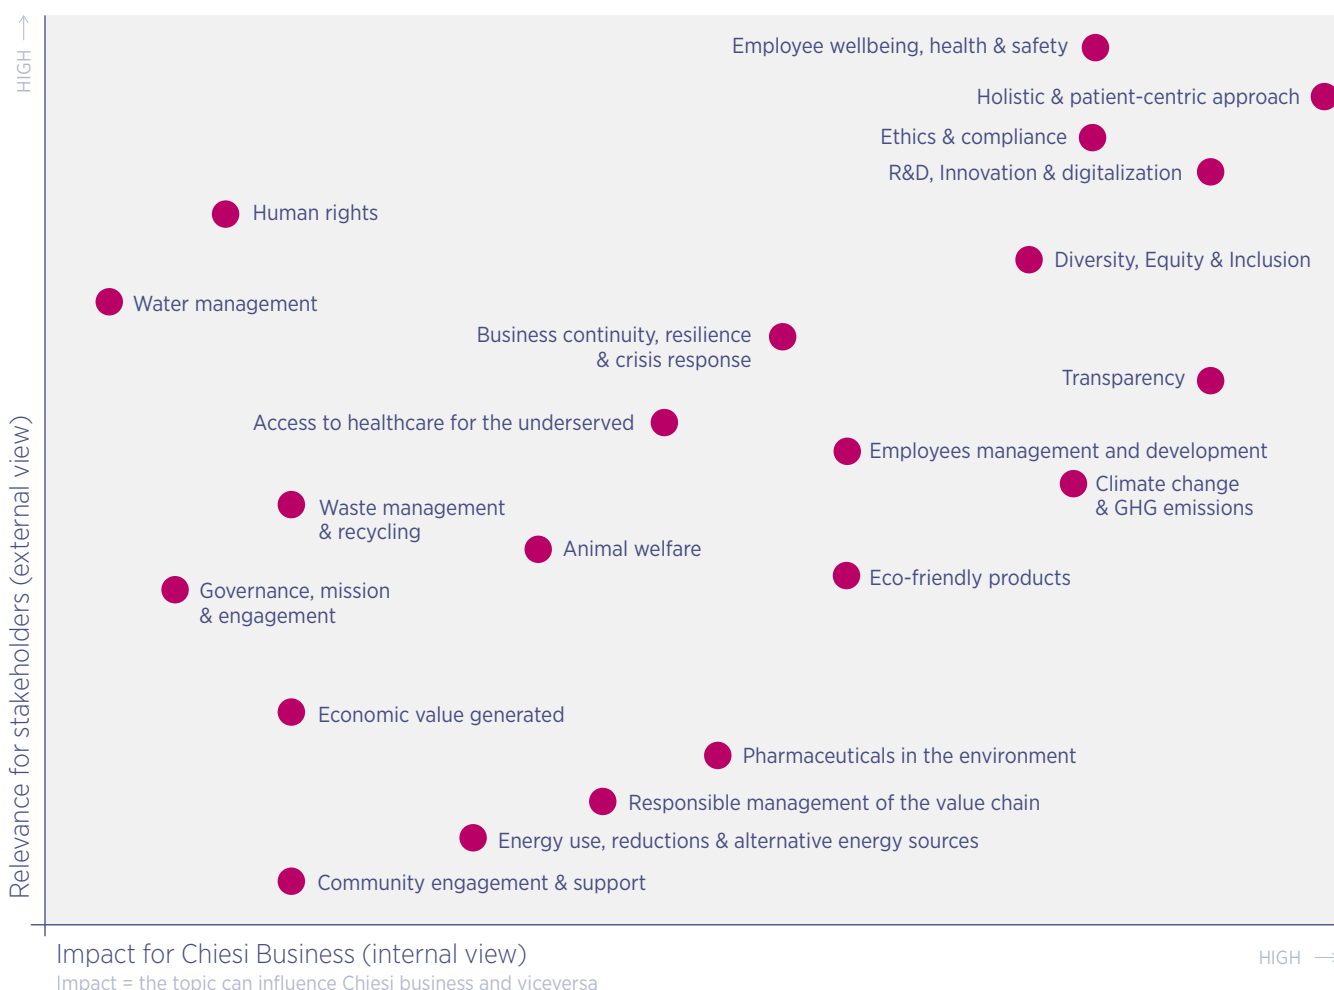 HIGH
Relevance for stakeholders (external view)
Employee wellbeing, health & safety
Holistic & patient-centric approach
Ethics & compliance
R&D, Innovation & digitalization
Human rights
Diversity, Equity & Inclusion
Water management
Business continuity, resilience
& crisis response
Transparency
Access to healthcare for the underserved
Employees management and development
Climate change
& GHG emissions
Waste management
& recycling
Animal welfare
Eco-friendly products
Governance, mission
& engagement
Economic value generated
Pharmaceuticals in the environment
Responsible management of the value chain
Energy use, reductions & alternative energy sources
Community engagement & support
Impact for Chiesi Business (internal view)
HIGH
Impact = the topic can influence Chiesi business and viceversa